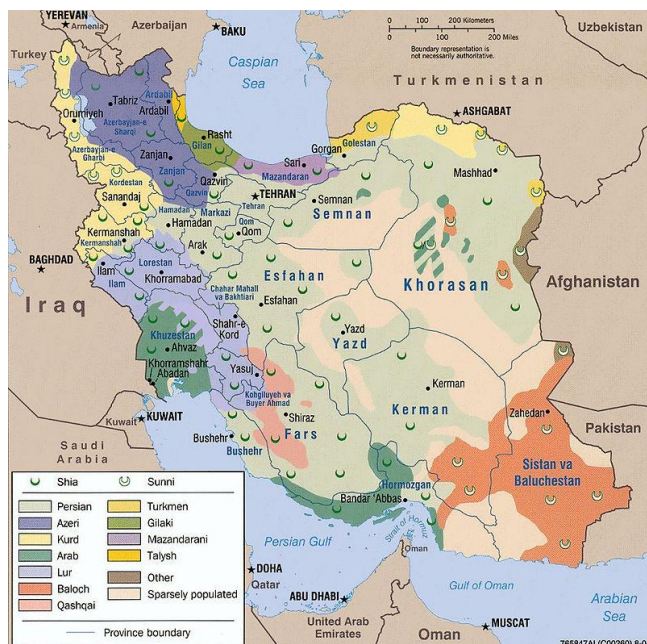 YEREVAN
Armenia
Azerbaijan
BAKU
0 100 200 Kilometers
0 100 200 Miles
Boundary representation is
not necessarily authoritative.
Uzbekistan
Turkey
Caspian
Sea
Turkmenistan
Ardabil
Tabriz
Ardabil
Orumiyeh
Azerbayjan-e
Sharqi
Azerbayjan-e
Gharbi
Rasht
Gilan
ASHGABAT
Gorgan
Golestan
Zanjan
Zanjan
Sari
Mazandaran
Mashhad
Qazvin
Qazvin
TEHRAN
Tehran
Kordestan
Sanandaj
Semnan
Semnan
Hamadan
Markazi
Hamadan
Qom
Qom
Kermanshah
Kermanshah
BAGHDAD
Arak
Ilam
Ilam
Lorestan
Khorramabad
Esfahan
Khorasan
Afghanistan
Iraq
Chahar Mahall
va Bakhtiari
Esfahan
Shahr-e
Kord
Yazd
Yazd
Khuzestan
Ahvaz
Khorramshahr
Abadan
Yasuj
Kohgiluyeh va
Buyer Ahmad
Kerman
Kerman
KUWAIT
Kuwait
Shiraz
Fars
Zahedan
Pakistan
Saudi
Arabia
Bushehr
Bushehr
Sistan va
Baluchestan
Hormozgan
Bandar 'Abbas
Strait of Hormuz
Oman
Persian Gulf
DOHA
Qatar
ABU DHABI
United Arab
Emirates
Gulf of Oman
Arabian
Sea
Oman
MUSCAT
Shia
Sunni
Persian
Azeri
Kurd
Arab
Lur
Baloch
Qashqai
Turkmen
Gilaki
Mazandarani
Talysh
Other
Sparsely populated
Province boundary